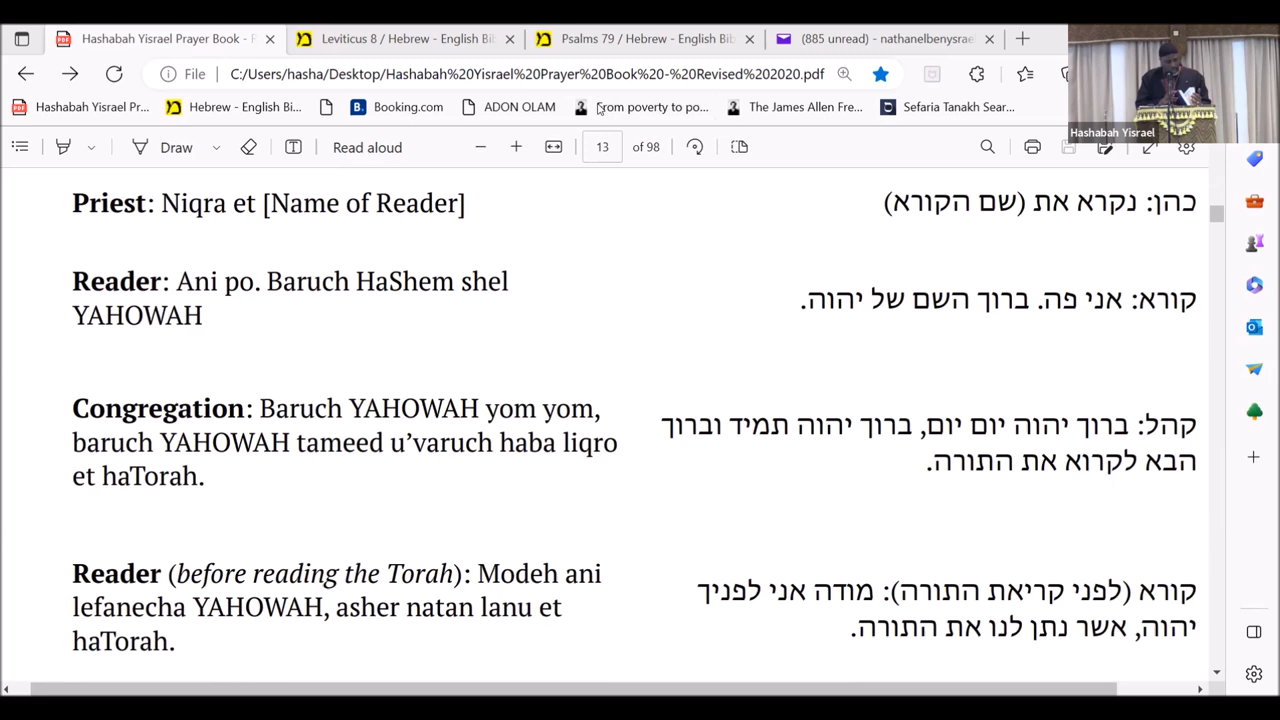 Hashabah Yisrael Prayer Book - R
Leviticus 8 / Hebrew - English Bi
Psalms 79 / Hebrew - English Bib
(885 unread) - nathanelbenysrae
File
C:/Users/hasha/Desktop/Hashabah%20Yisrael%20Prayer%20Book%20-%20Revised%202020.pdf
Hashabah Yisrael Pr...
Hebrew - English Bi...
Booking.com
ADON OLAM
From poverty to po...
The James Allen Fre...
Sefaria Tanakh Sear...
Hashabah Yisrael
Draw
Read aloud
13
of 98
Priest: Niqra et [Name of Reader]
כהן: נקרא את (שם הקורא)
Reader: Ani po. Baruch HaShem shel
YAHOWAH
קורא: אני פה. ברוך השם של יהוה.
Congregation: Baruch YAHOWAH yom yom,
baruch YAHOWAH tameed u’varuch haba liqro
et haTorah.
קהל: ברוך יהוה יום יום, ברוך יהוה תמיד וברוך
הבא לקרוא את התורה.
Reader (before reading the Torah): Modeh ani
lefanecha YAHOWAH, asher natan lanu et
haTorah.
קורא (לפני קריאת התורה): מודה אני לפניך
יהוה, אשר נתן לנו את התורה.